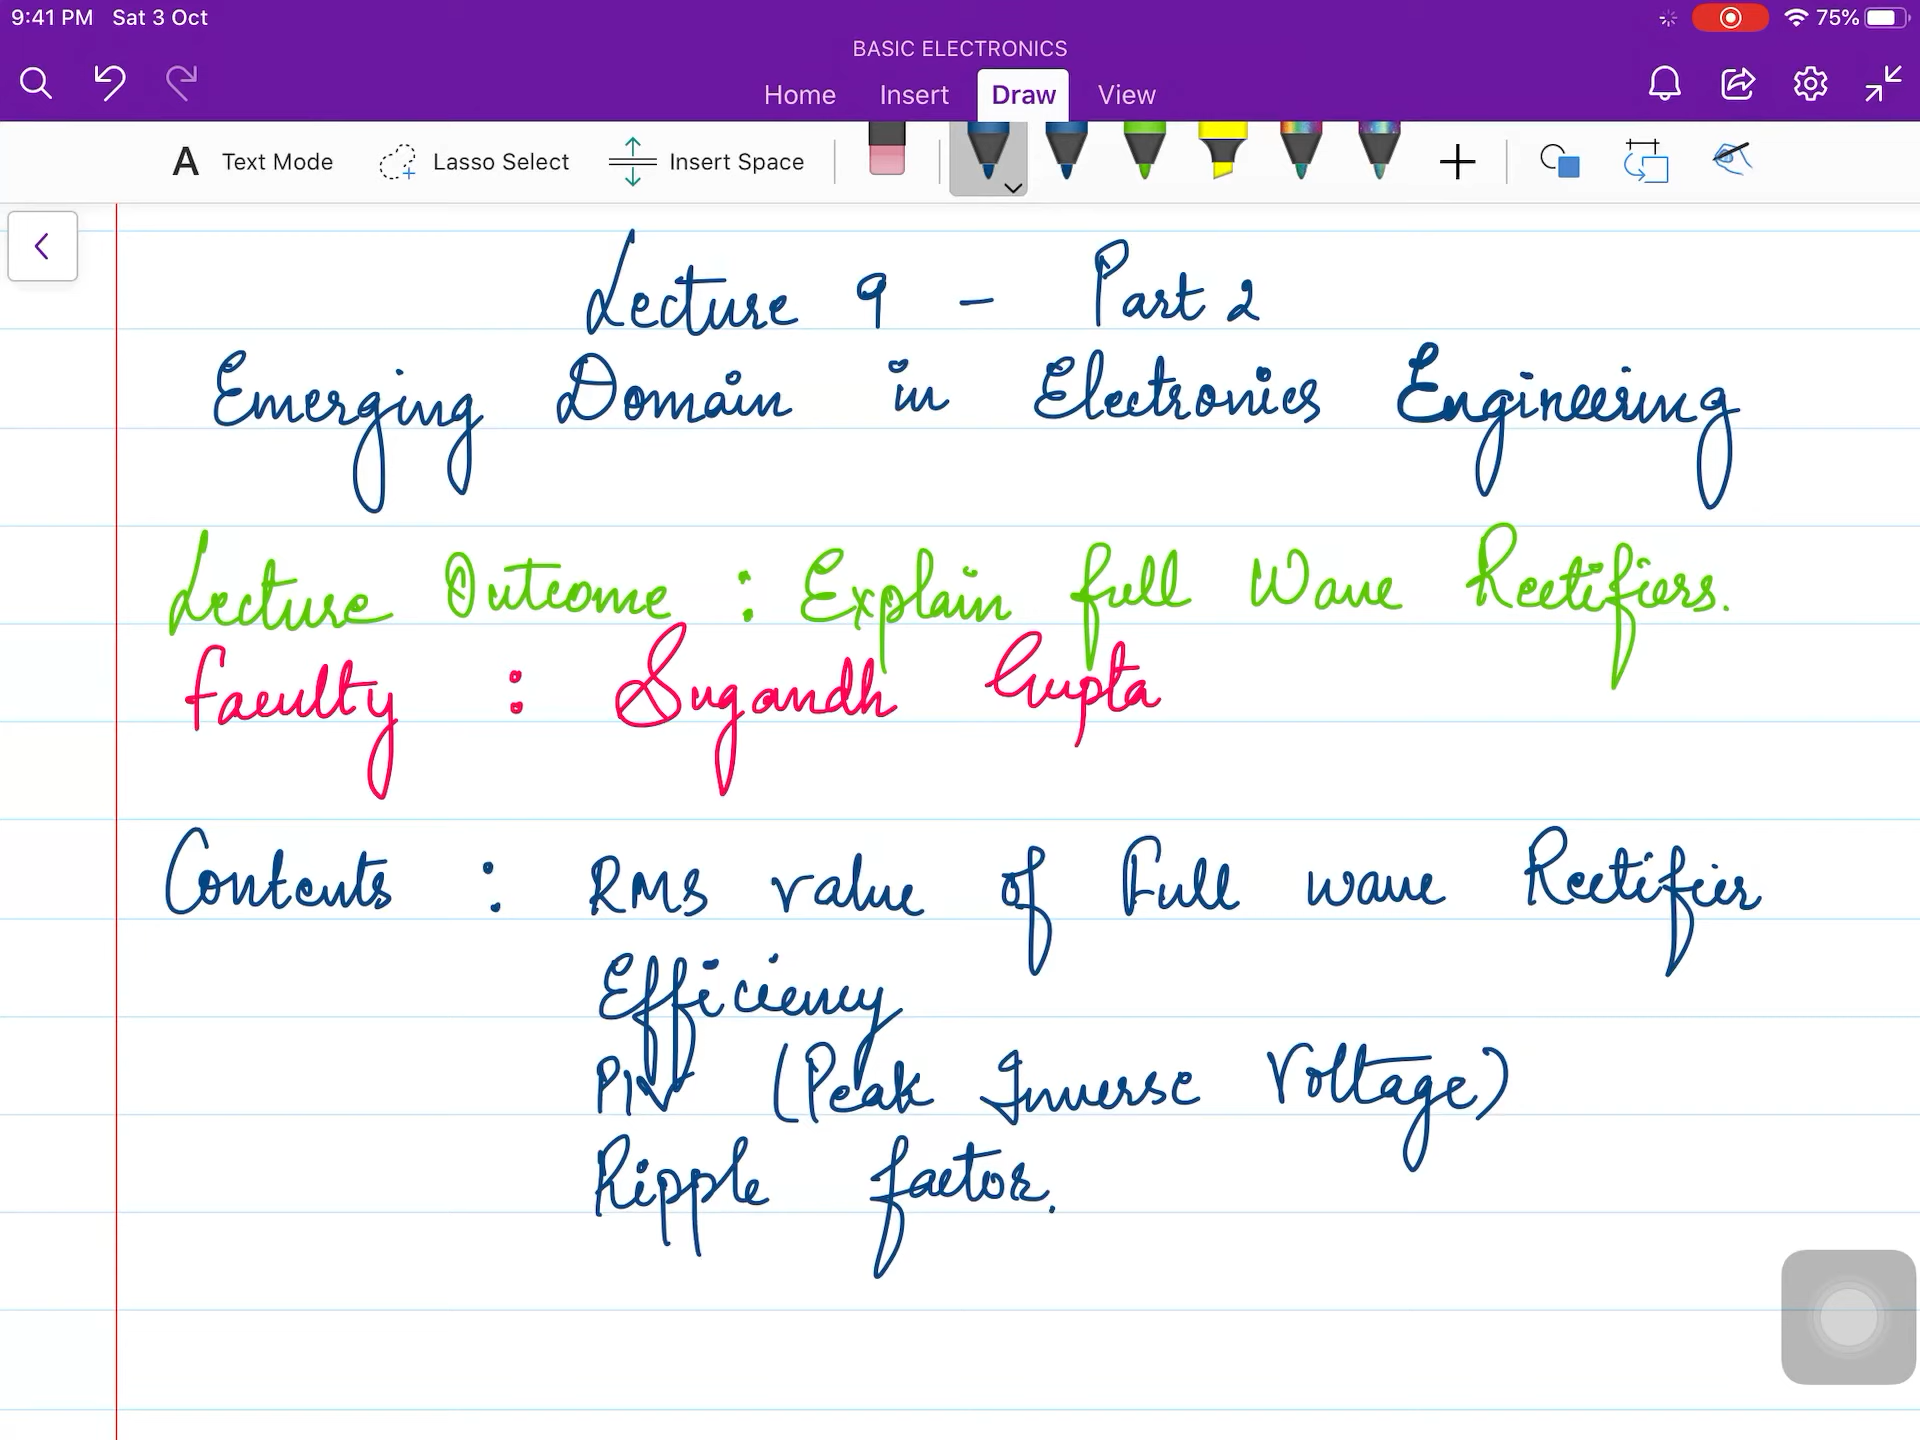 9:41 PM Sat 3 Oct 75%
BASIC ELECTRONICS
Home Insert Draw View
A Text Mode Lasso Select Insert Space
Lecture 9 - Part 2
Emerging Domain in Electronics Engineering
Lecture Outcome : Explain full Wave Rectifiers.
Faculty : Sugandh Gupta
Contents : RMS value of Full wave Rectifier
Efficiency
PIV (Peak Inverse Voltage)
Ripple factor.